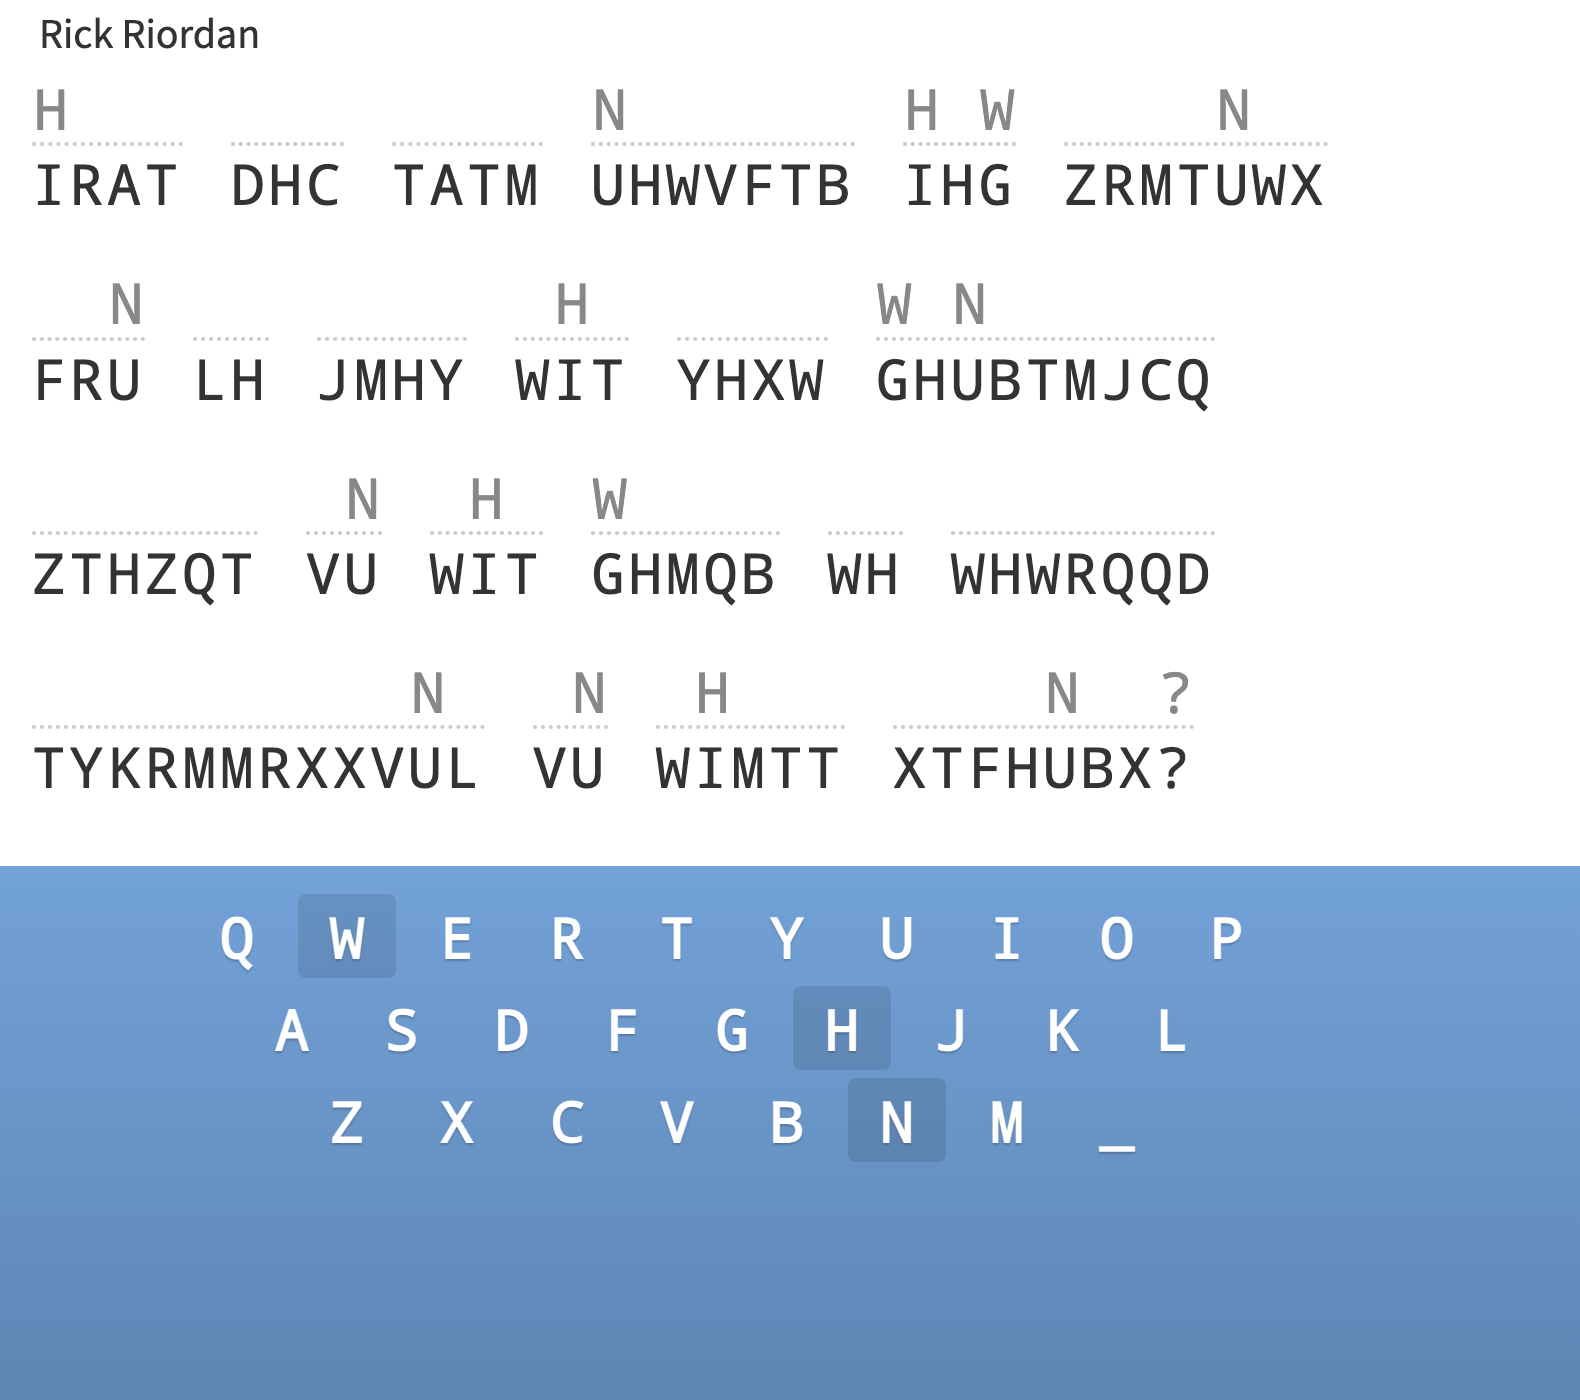 Rick Riordan
H N H W N
IRAT DHC TATM UHWVFTB IHG ZRMTUWX
N H W N
FRU LH JMHY WIT YHXW GHUBTMJCQ
N H W
ZTHZQT VU WIT GHMQB WH WHWRQQD
N N H N ?
TYKRMMRXXVUL VU WIMTT XTFHUBX?
Q W E R T Y U I O P
A S D F G H J K L
Z X C V B N M _